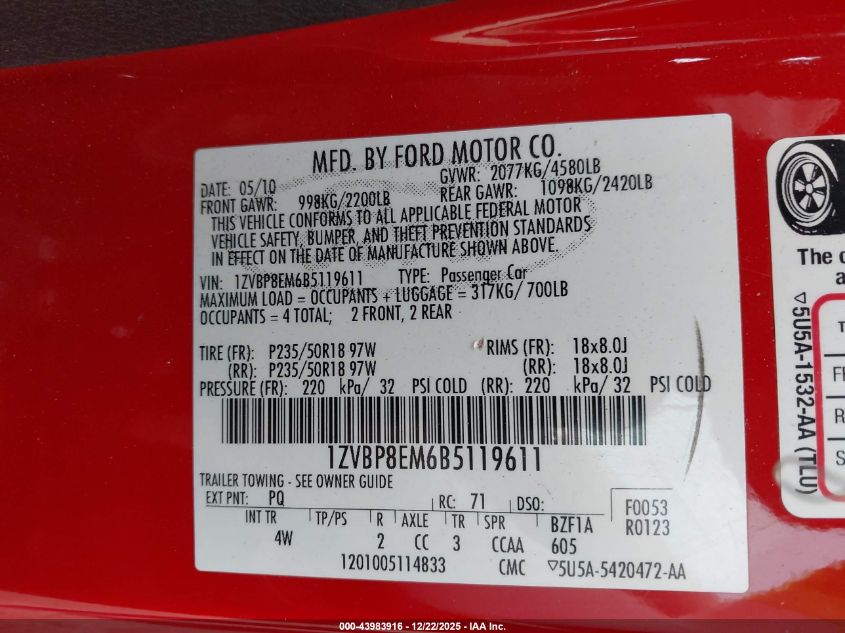 MFD. BY FORD MOTOR CO.
DATE: 05/10 GVWR: 2077KG/4580LB
FRONT GAWR: 998KG/2200LB REAR GAWR: 1098KG/2420LB
THIS VEHICLE CONFORMS TO ALL APPLICABLE FEDERAL MOTOR
VEHICLE SAFETY, BUMPER, AND THEFT PREVENTION STANDARDS
IN EFFECT ON THE DATE OF MANUFACTURE SHOWN ABOVE.
VIN: 1ZVBP8EM6B5119611 TYPE: Passenger Car
MAXIMUM LOAD = OCCUPANTS + LUGGAGE = 317KG/ 700LB
OCCUPANTS = 4 TOTAL; 2 FRONT, 2 REAR
TIRE (FR): P235/50R18 97W RIMS (FR): 18x8.0J
(RR): P235/50R18 97W (RR): 18x8.0J
PRESSURE (FR): 220 kPa/ 32 PSI COLD (RR): 220 kPa/ 32 PSI COLD
1ZVBP8EM6B5119611
TRAILER TOWING - SEE OWNER GUIDE
EXT PNT: PQ RC: 71 DSO: F0053
R0123
INT TR TP/PS R AXLE TR SPR BZF1A
4W 2 CC 3 CCAA 605
1201005114833 CMC ▽5U5A-5420472-AA
The
▽5U5A-1532-AA (TLU)
000-43983916 - 12/22/2025 - IAA Inc.